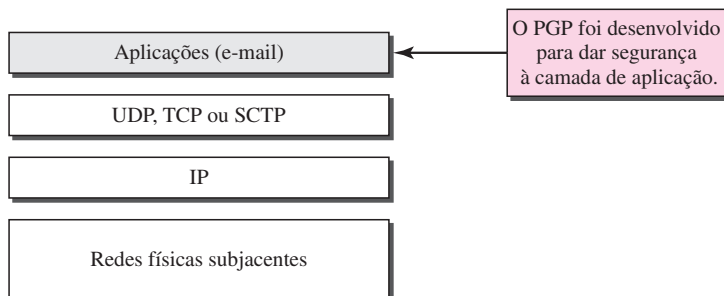 Aplicações (e-mail)
O PGP foi desenvolvido
para dar segurança
à camada de aplicação.
UDP, TCP ou SCTP
IP
Redes físicas subjacentes